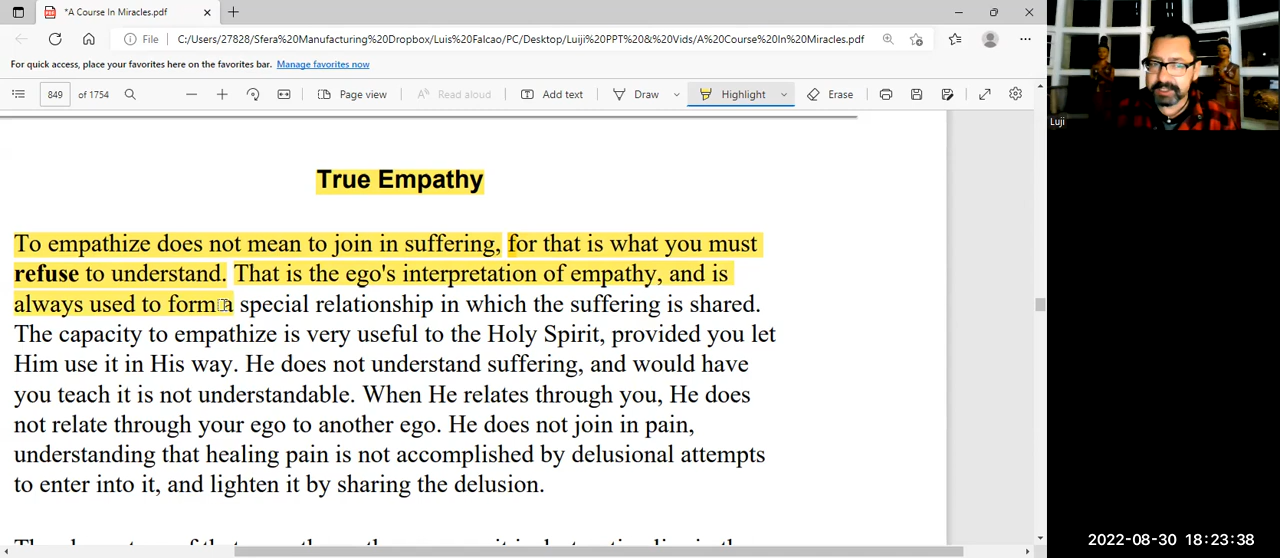 *A Course In Miracles.pdf
File C:/Users/27828/Sfera%20Manufacturing%20Dropbox/Luis%20Falcao/PC/Desktop/Luiji%20PPT%20&%20Vids/A%20Course%20In%20Miracles.pdf
For quick access, place your favorites here on the favorites bar. Manage favorites now
849 of 1754 Page view Read aloud Add text Draw Highlight Erase
Luji
True Empathy
To empathize does not mean to join in suffering, for that is what you must
refuse to understand. That is the ego's interpretation of empathy, and is
always used to form a special relationship in which the suffering is shared.
The capacity to empathize is very useful to the Holy Spirit, provided you let
Him use it in His way. He does not understand suffering, and would have
you teach it is not understandable. When He relates through you, He does
not relate through your ego to another ego. He does not join in pain,
understanding that healing pain is not accomplished by delusional attempts
to enter into it, and lighten it by sharing the delusion.
2022-08-30 18:23:38